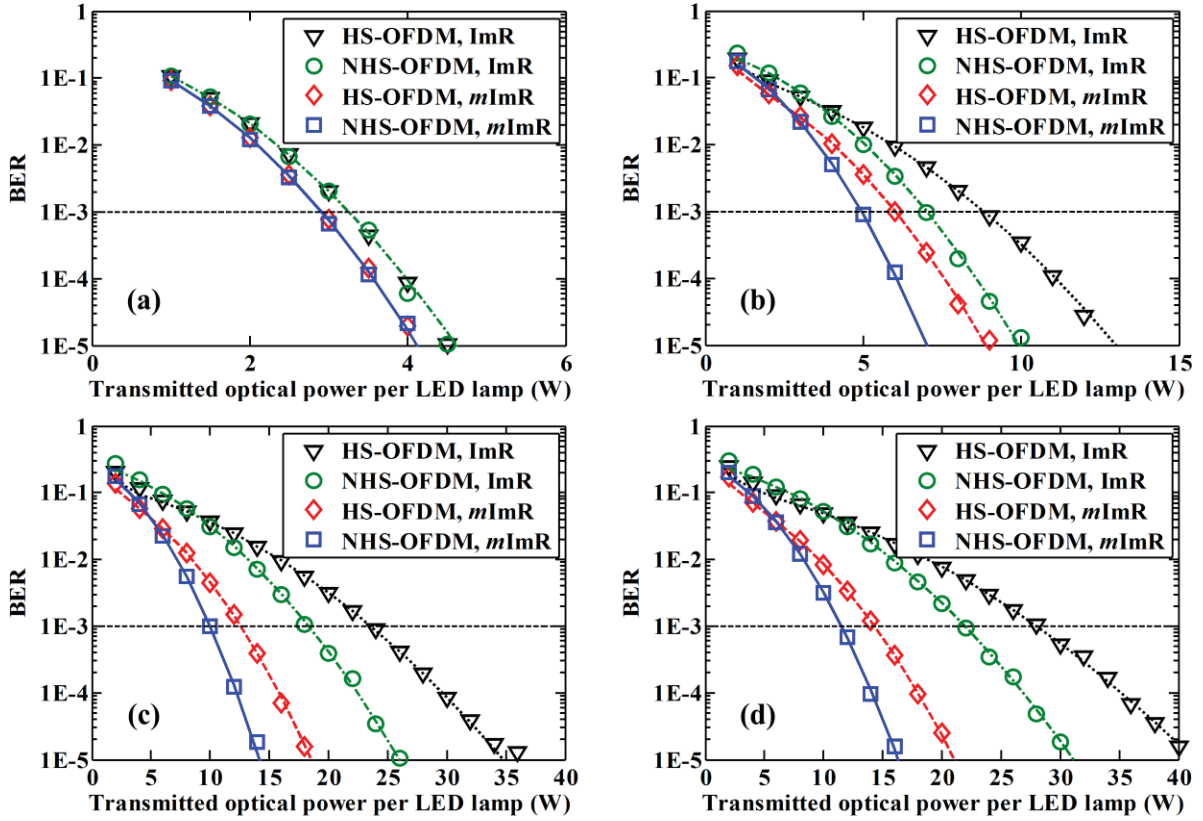 1
HS-OFDM, ImR
NHS-OFDM, ImR
HS-OFDM, mImR
NHS-OFDM, mImR
1E-1
1E-2
1E-3
1E-4
1E-5
BER
(a)
0 2 4 6
Transmitted optical power per LED lamp (W)
1
HS-OFDM, ImR
NHS-OFDM, ImR
HS-OFDM, mImR
NHS-OFDM, mImR
1E-1
1E-2
1E-3
1E-4
1E-5
BER
(b)
0 5 10 15
Transmitted optical power per LED lamp (W)
1
HS-OFDM, ImR
NHS-OFDM, ImR
HS-OFDM, mImR
NHS-OFDM, mImR
1E-1
1E-2
1E-3
1E-4
1E-5
BER
(c)
0 5 10 15 20 25 30 35 40
Transmitted optical power per LED lamp (W)
1
HS-OFDM, ImR
NHS-OFDM, ImR
HS-OFDM, mImR
NHS-OFDM, mImR
1E-1
1E-2
1E-3
1E-4
1E-5
BER
(d)
0 5 10 15 20 25 30 35 40
Transmitted optical power per LED lamp (W)